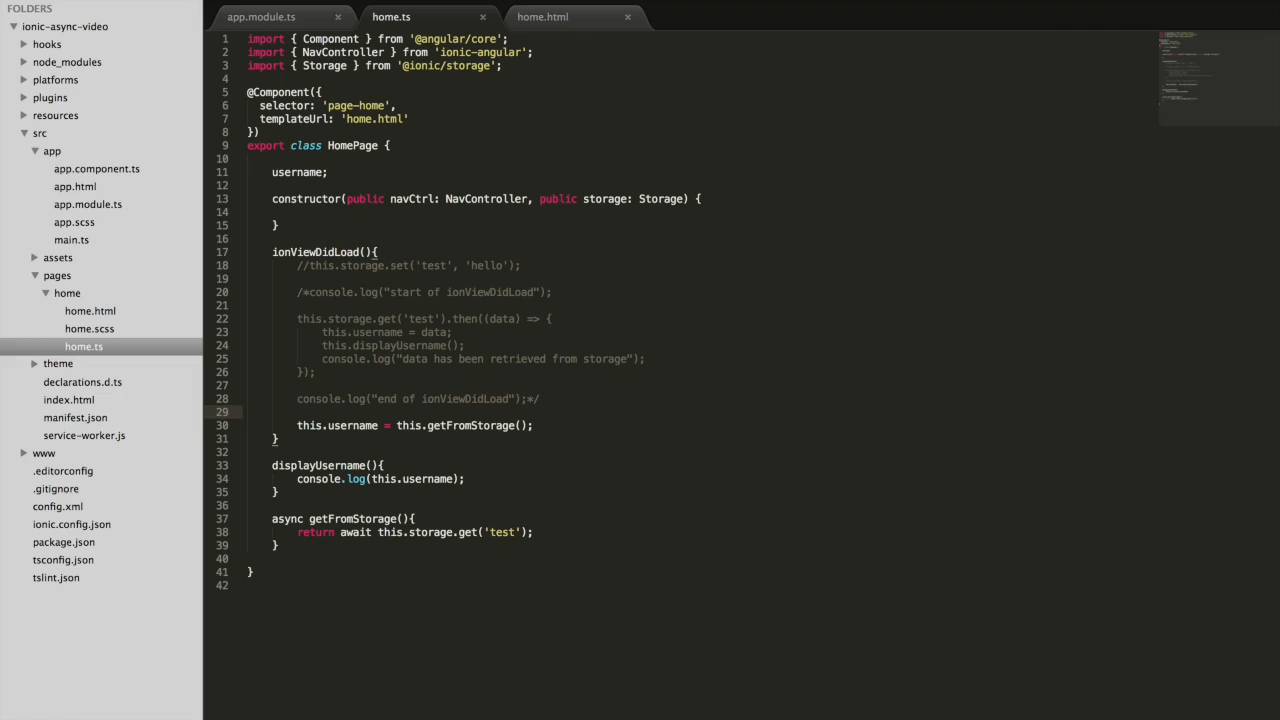 FOLDERS
ionic-async-video
hooks
node_modules
platforms
plugins
resources
src
app
app.component.ts
app.html
app.module.ts
app.scss
main.ts
assets
pages
home
home.html
home.scss
home.ts
theme
declarations.d.ts
index.html
manifest.json
service-worker.js
www
.editorconfig
.gitignore
config.xml
ionic.config.json
package.json
tsconfig.json
tslint.json
app.module.ts × home.ts × home.html ×
1 import { Component } from '@angular/core';
2 import { NavController } from 'ionic-angular';
3 import { Storage } from '@ionic/storage';
4
5 @Component({
6 selector: 'page-home',
7 templateUrl: 'home.html'
8 })
9 export class HomePage {
10
11 username;
12
13 constructor(public navCtrl: NavController, public storage: Storage) {
14
15 }
16
17 ionViewDidLoad(){
18 //this.storage.set('test', 'hello');
19
20 /*console.log("start of ionViewDidLoad");
21
22 this.storage.get('test').then((data) => {
23 this.username = data;
24 this.displayUsername();
25 console.log("data has been retrieved from storage");
26 });
27
28 console.log("end of ionViewDidLoad");*/
29
30 this.username = this.getFromStorage();
31 }
32
33 displayUsername(){
34 console.log(this.username);
35 }
36
37 async getFromStorage(){
38 return await this.storage.get('test');
39 }
40
41 }
42